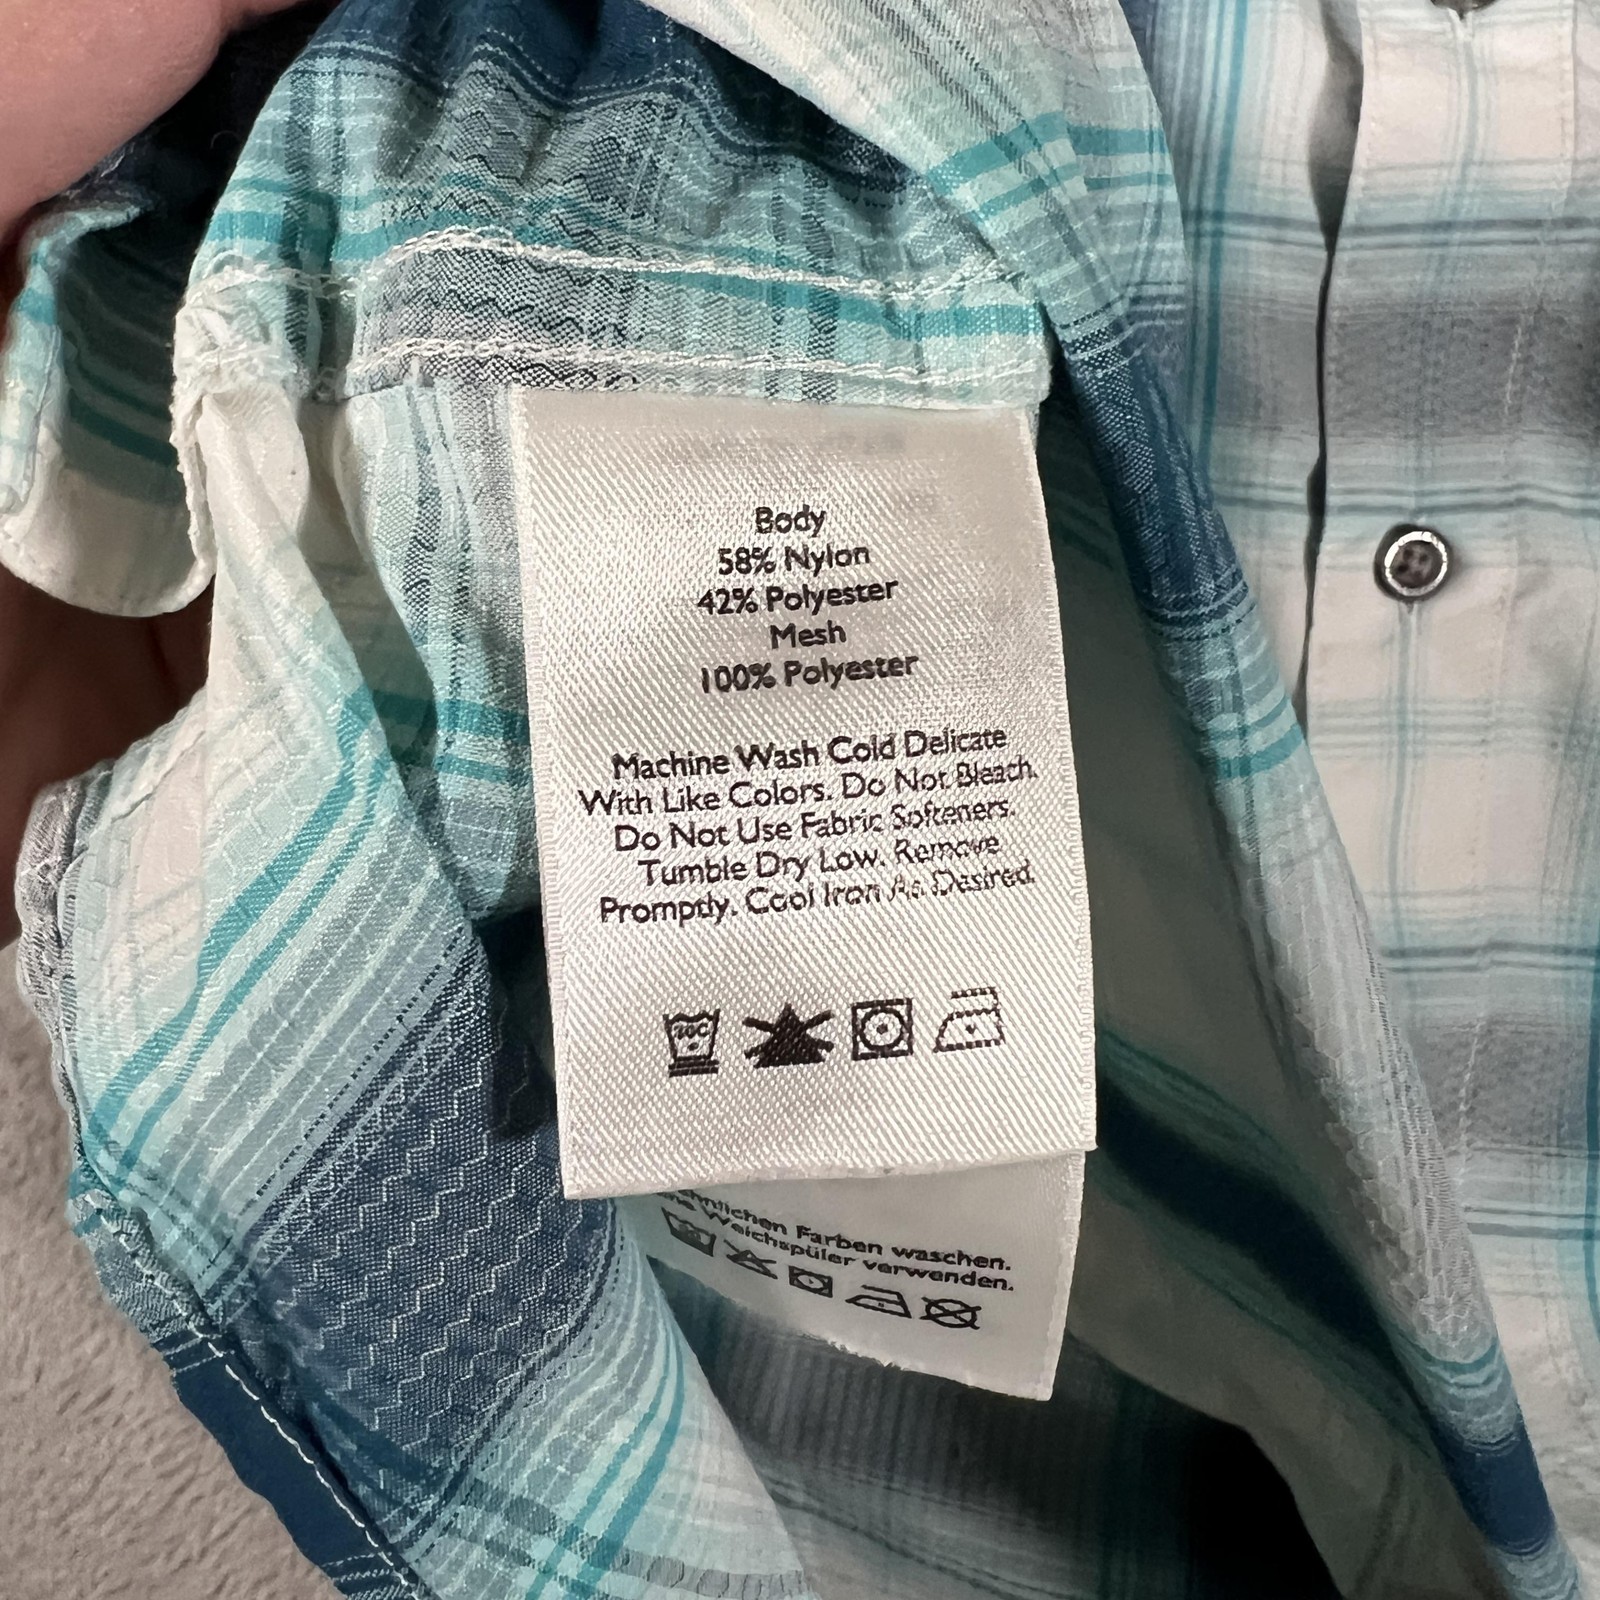 Body
58% Nylon
42% Polyester
Mesh
100% Polyester
Machine Wash Cold Delicate
With Like Colors. Do Not Bleach.
Do Not Use Fabric Softeners.
Tumble Dry Low. Remove
Promptly. Cool Iron As Desired.
30C
Farben waschen.
Weichspüler verwenden.